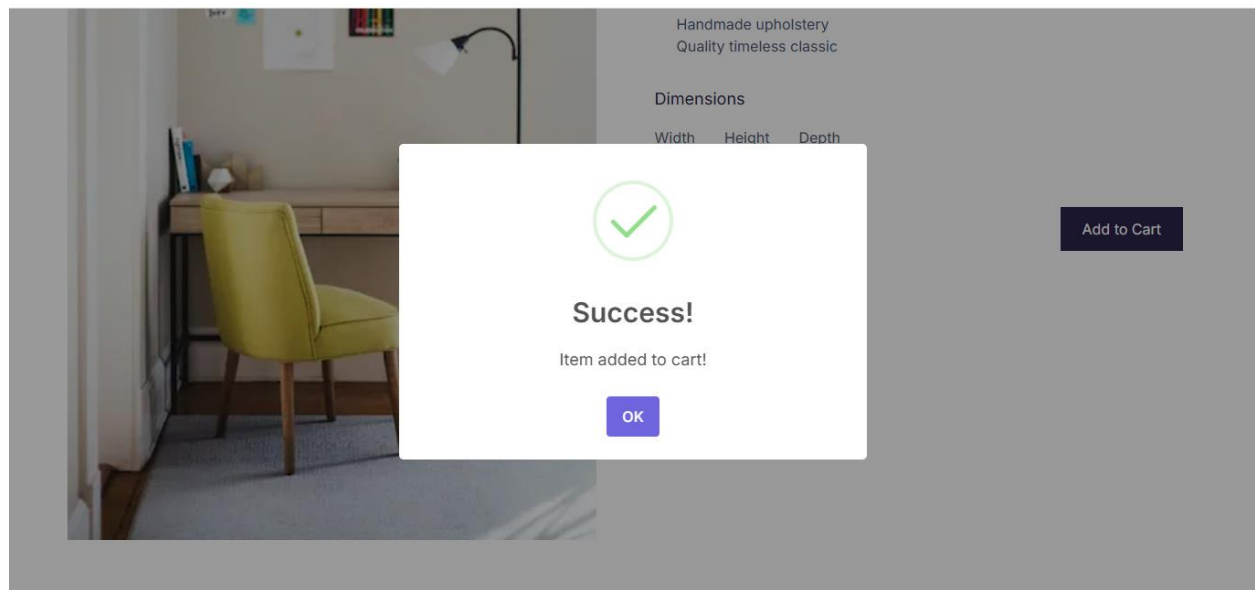 Handmade upholstery
Quality timeless classic
Dimensions
Width Height Depth
Success!
Item added to cart!
OK
Add to Cart